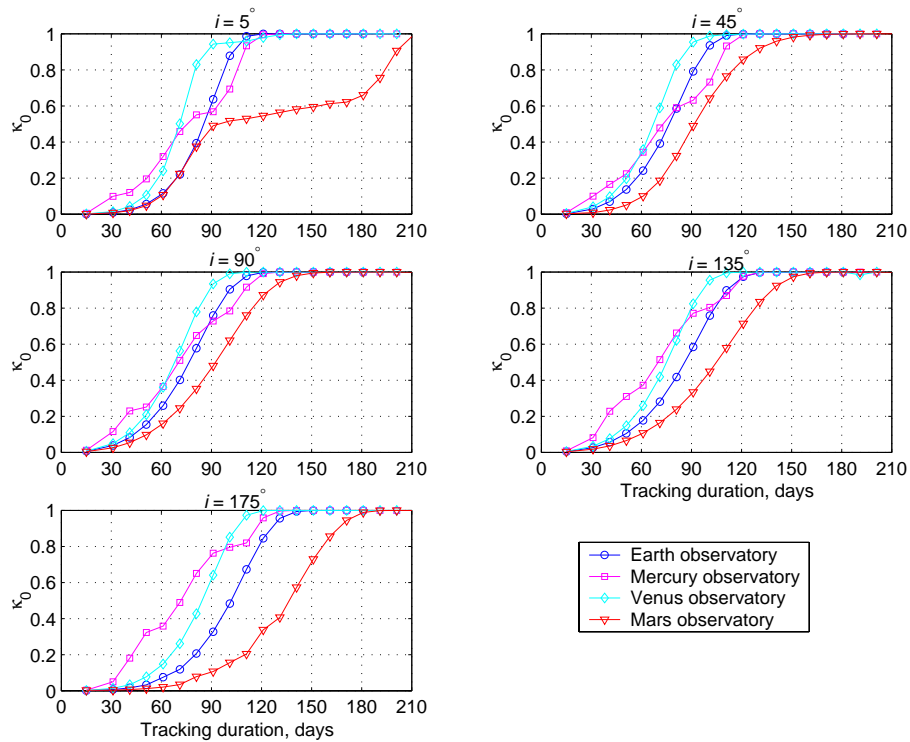 i = 5°
1
0.8
0.6
0.4
0.2
0
κ0
0 30 60 90 120 150 180 210
i = 45°
1
0.8
0.6
0.4
0.2
0
κ0
0 30 60 90 120 150 180 210
i = 90°
1
0.8
0.6
0.4
0.2
0
κ0
0 30 60 90 120 150 180 210
i = 135°
1
0.8
0.6
0.4
0.2
0
κ0
0 30 60 90 120 150 180 210
Tracking duration, days
i = 175°
1
0.8
0.6
0.4
0.2
0
κ0
0 30 60 90 120 150 180 210
Tracking duration, days
Earth observatory
Mercury observatory
Venus observatory
Mars observatory